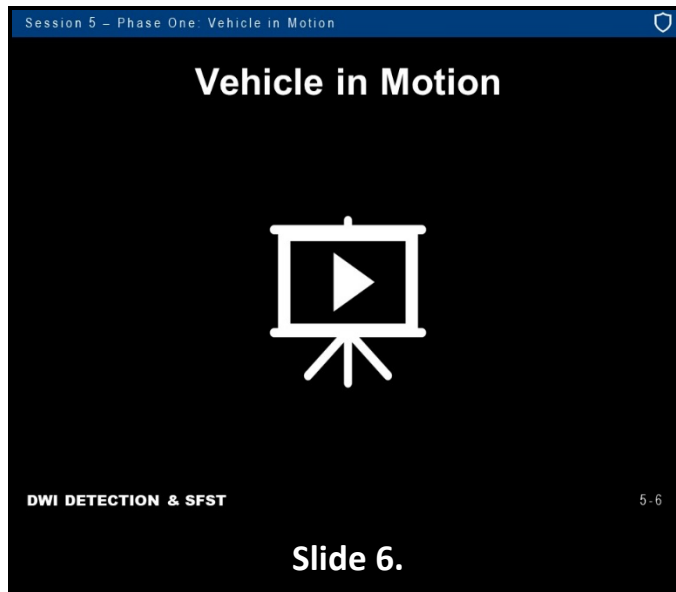 Session 5 – Phase One: Vehicle in Motion
Vehicle in Motion
DWI DETECTION & SFST
5-6
Slide 6.